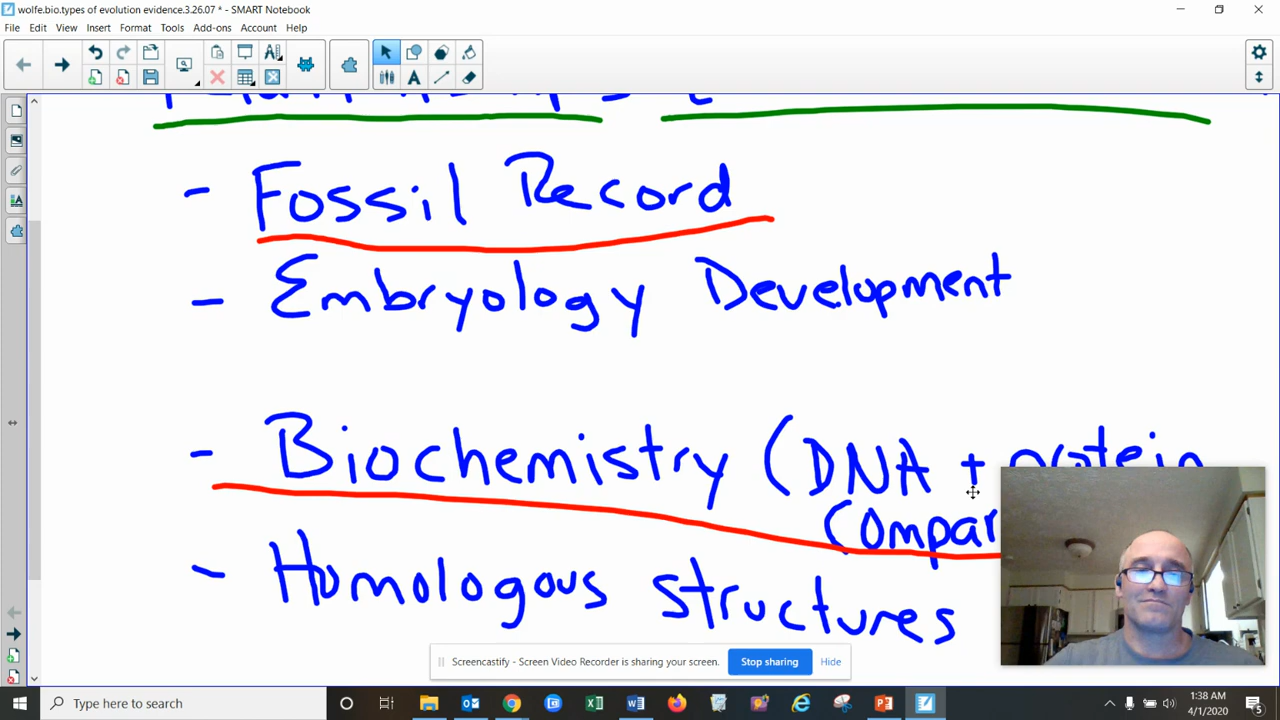 wolfe.bio.types of evolution evidence.3.26.07 * - SMART Notebook
File Edit View Insert Format Tools Add-ons Account Help
- Fossil Record
- Embryology Development
- Biochemistry (DNA + protein
- Homologous structures
Screencastify - Screen Video Recorder is sharing your screen. Stop sharing Hide
Type here to search
1:38 AM
4/1/2020
5